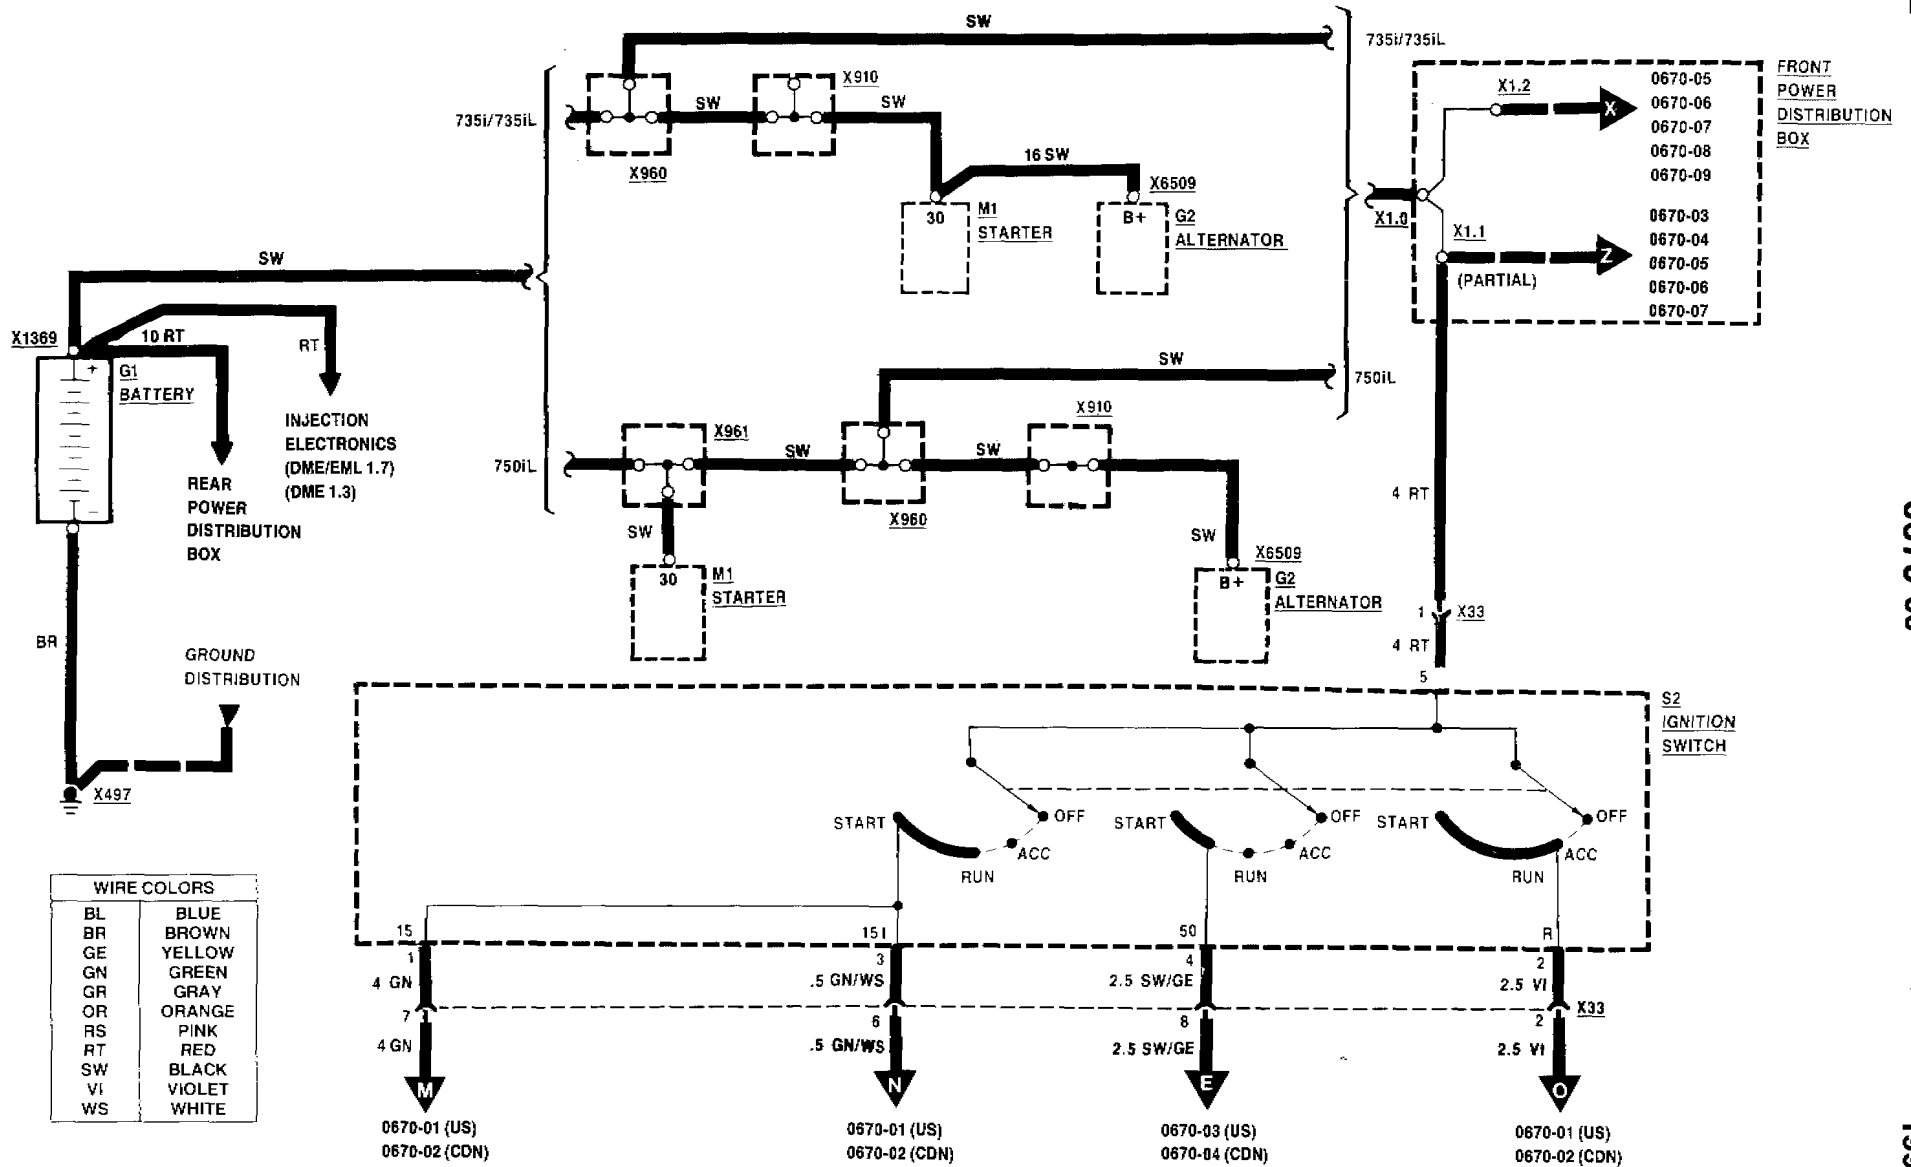 SW
735i/735iL
X910
735i/735iL
SW
SW
X960
16 SW
X6509
30
M1
STARTER
B+
G2
ALTERNATOR
X1.0
X1.2
X
0670-05
0670-06
0670-07
0670-08
0670-09
X1.1
Z
(PARTIAL)
0670-03
0670-04
0670-05
0670-06
0670-07
FRONT
POWER
DISTRIBUTION
BOX
SW
X1369
10 RT
RT
+
G1
BATTERY
-
INJECTION
ELECTRONICS
(DME/EML 1.7)
(DME 1.3)
REAR
POWER
DISTRIBUTION
BOX
SW
750iL
X910
750iL
X961
SW
SW
X960
SW
30
M1
STARTER
SW
X6509
B+
G2
ALTERNATOR
4 RT
1
X33
4 RT
5
BR
GROUND
DISTRIBUTION
X497
S2
IGNITION
SWITCH
START
OFF
ACC
RUN
START
OFF
ACC
RUN
START
OFF
ACC
RUN
15
15I
50
R
1
3
4
2
4 GN
.5 GN/WS
2.5 SW/GE
2.5 VI
X33
7
6
8
2
4 GN
.5 GN/WS
2.5 SW/GE
2.5 VI
M
N
E
O
0670-01 (US)
0670-02 (CDN)
0670-01 (US)
0670-02 (CDN)
0670-03 (US)
0670-04 (CDN)
0670-01 (US)
0670-02 (CDN)
WIRE COLORS
BL BLUE
BR BROWN
GE YELLOW
GN GREEN
GR GRAY
OR ORANGE
RS PINK
RT RED
SW BLACK
VI VIOLET
WS WHITE